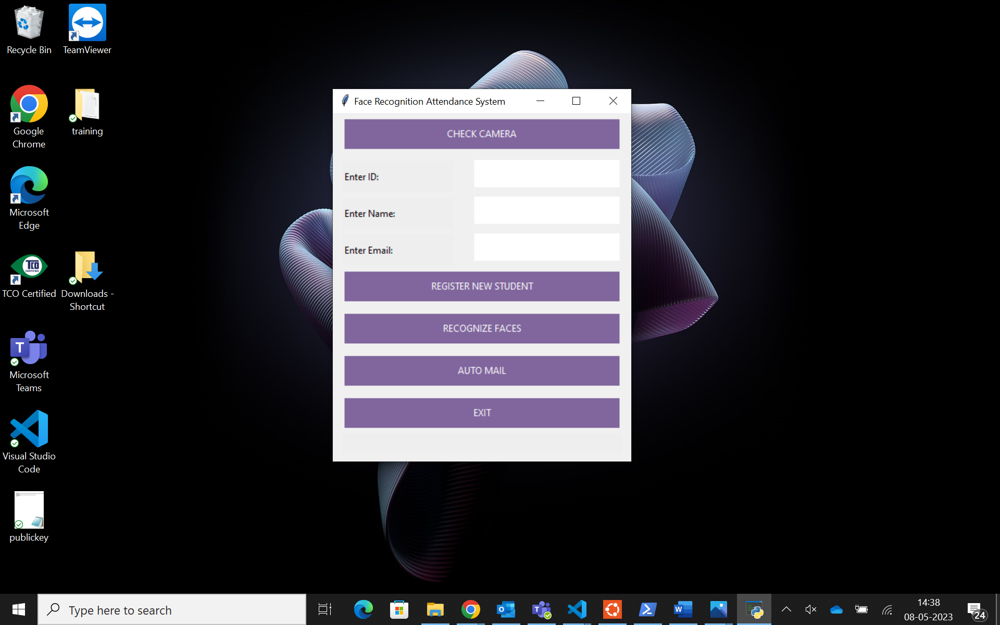 Recycle Bin
TeamViewer
Google
Chrome
training
Microsoft
Edge
TCO
CERTIFIED
TCO Certified
Downloads -
Shortcut
T
Microsoft
Teams
Visual Studio
Code
publickey
Face Recognition Attendance System
CHECK CAMERA
Enter ID:
Enter Name:
Enter Email:
REGISTER NEW STUDENT
RECOGNIZE FACES
AUTO MAIL
EXIT
Type here to search
14:38
08-05-2023
24